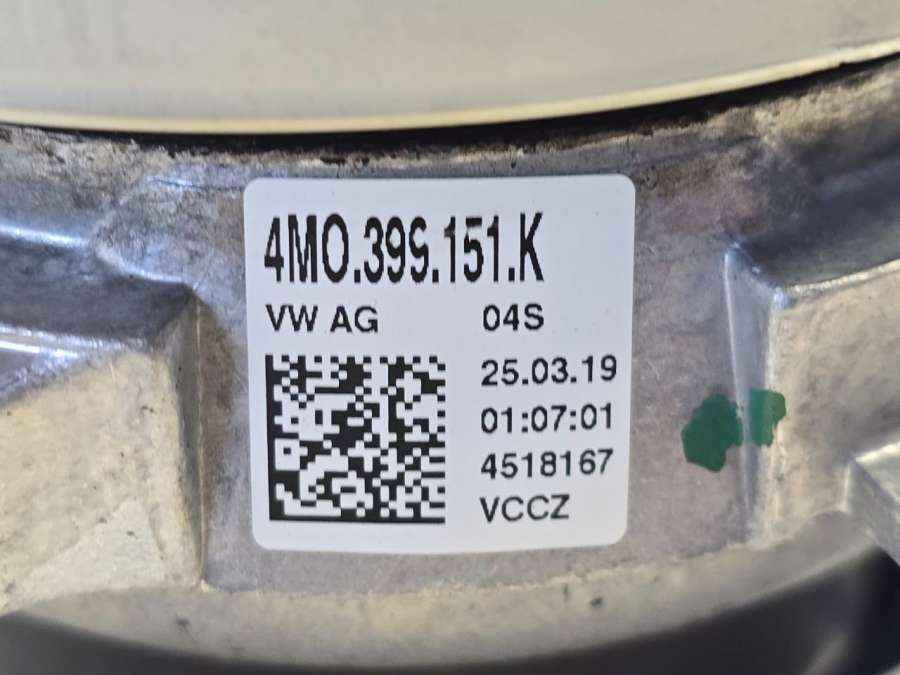 4M0.399.151.K
VW AG 04S
25.03.19
01:07:01
4518167
VCCZ